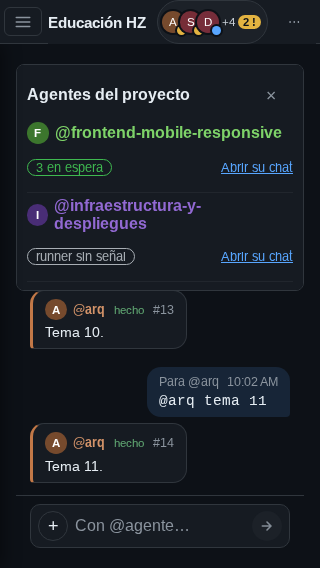 Educación HZ
A S D +4 2!
···
Agentes del proyecto ×
F @frontend-mobile-responsive
3 en espera Abrir su chat
I @infraestructura-y-
despliegues
runner sin señal Abrir su chat
A @arq hecho #13
Tema 10.
Para @arq 10:02 AM
@arq tema 11
A @arq hecho #14
Tema 11.
+ Con @agente…